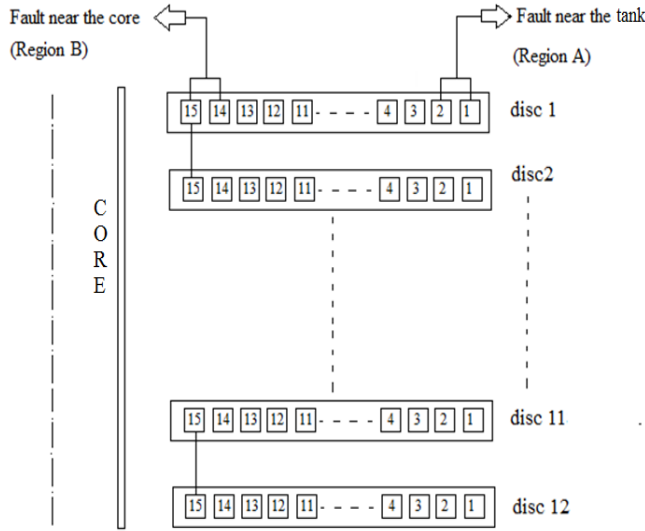 Fault near the core
(Region B)
Fault near the tank
(Region A)
15 14 13 12 11 - - - - 4 3 2 1 disc 1
15 14 13 12 11 - - - - 4 3 2 1 disc2
C
O
R
E
15 14 13 12 11 - - - - 4 3 2 1 disc 11
15 14 13 12 11 - - - - 4 3 2 1 disc 12